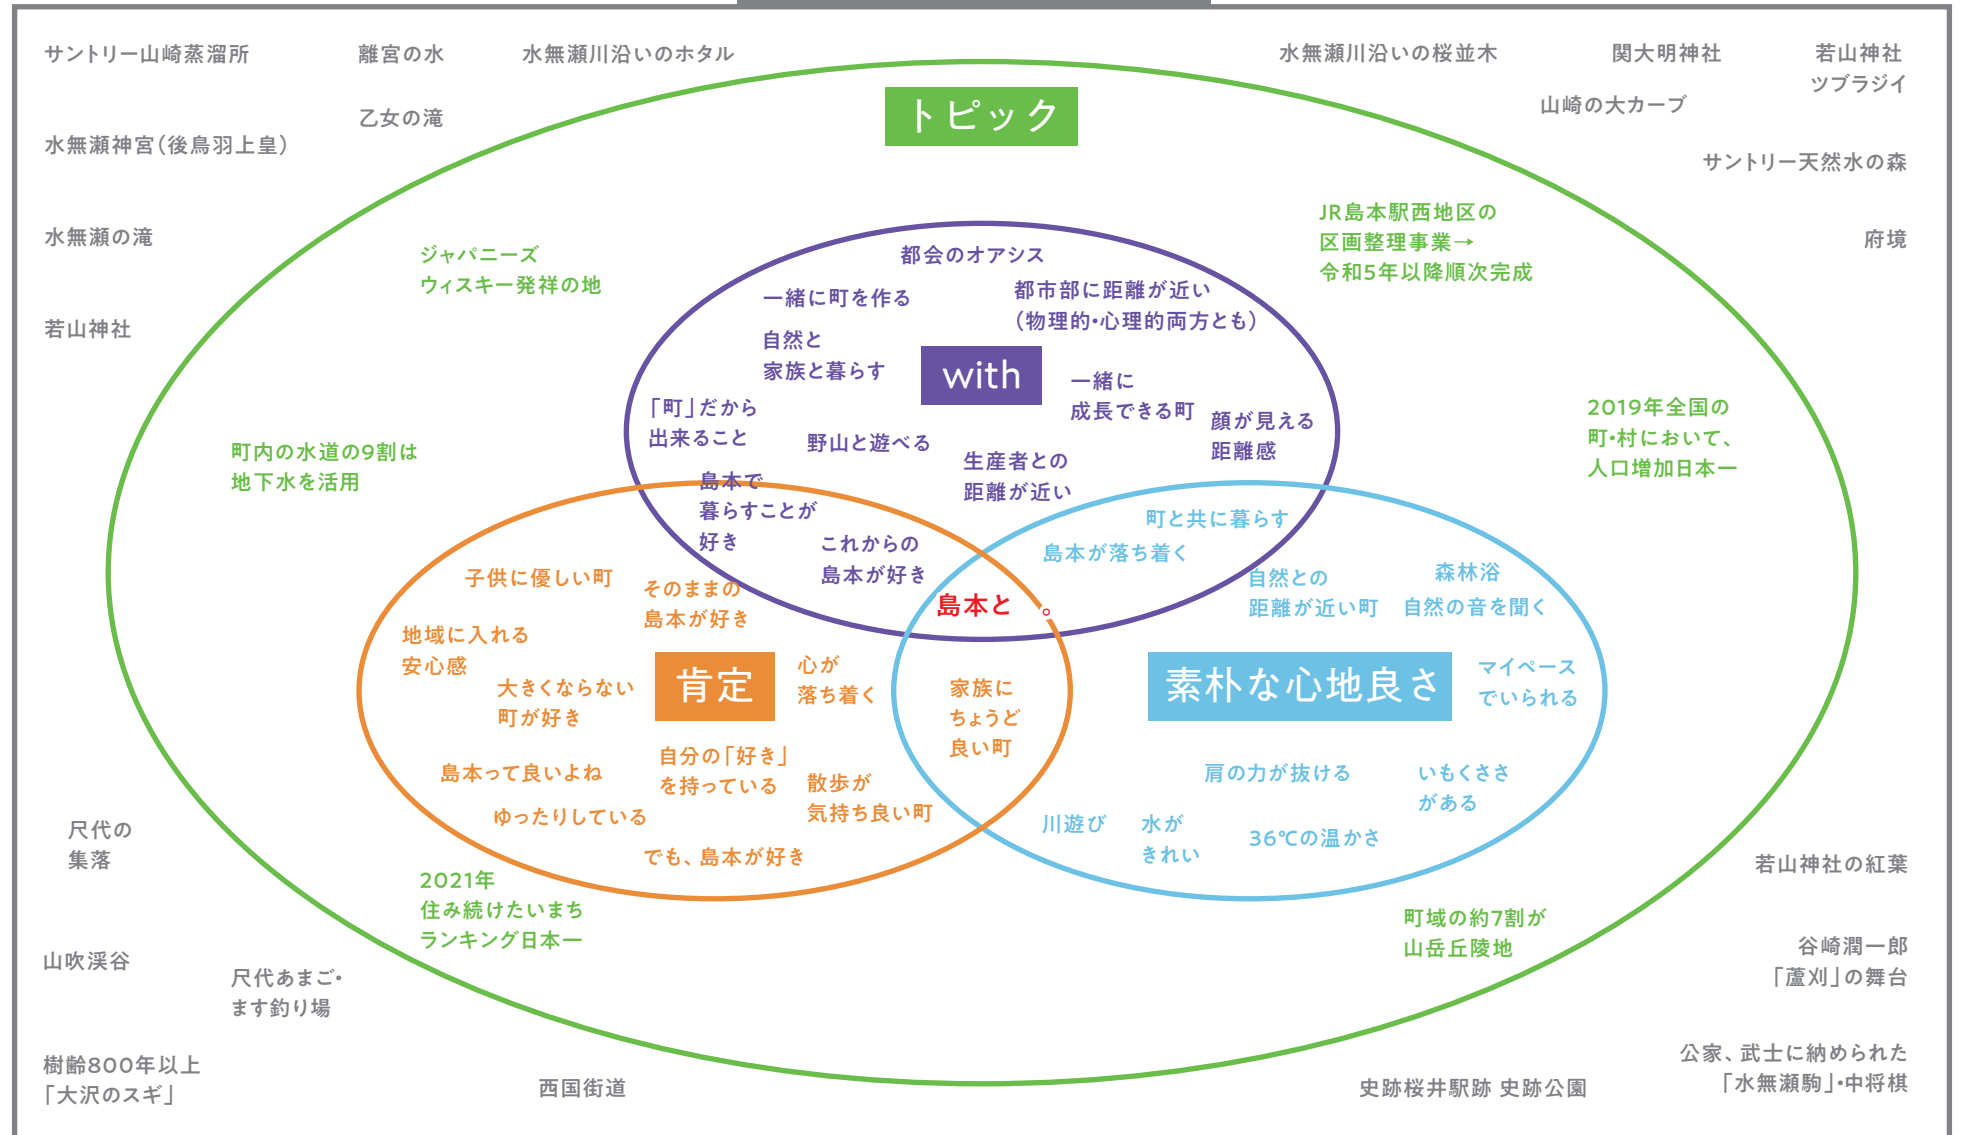 サントリー山崎蒸溜所
離宮の水
水無瀬川沿いのホタル
水無瀬川沿いの桜並木
関大明神社
若山神社
ツブラジイ
乙女の滝
山崎の大カーブ
水無瀬神宮(後鳥羽上皇)
サントリー天然水の森
水無瀬の滝
府境
若山神社
トピック
ジャパニーズ
ウィスキー発祥の地
JR島本駅西地区の
区画整理事業→
令和5年以降順次完成
町内の水道の9割は
地下水を活用
2019年全国の
町・村において、
人口増加日本一
都会のオアシス
一緒に町を作る
都市部に距離が近い
(物理的・心理的両方とも)
自然と
家族と暮らす
with
一緒に
成長できる町
「町」だから
出来ること
野山と遊べる
顔が見える
距離感
生産者との
距離が近い
島本で
暮らすことが
好き
これからの
島本が好き
町と共に暮らす
島本が落ち着く
島本と 。
子供に優しい町
そのままの
島本が好き
地域に入れる
安心感
大きくならない
町が好き
肯定
心が
落ち着く
島本って良いよね
自分の「好き」
を持っている
散歩が
気持ち良い町
ゆったりしている
でも、島本が好き
家族に
ちょうど
良い町
自然との
距離が近い町
森林浴
自然の音を聞く
素朴な心地良さ
マイペース
でいられる
肩の力が抜ける
いもくささ
がある
川遊び
水が
きれい
36℃の温かさ
2021年
住み続けたいまち
ランキング日本一
町域の約7割が
山岳丘陵地
尺代の
集落
若山神社の紅葉
山吹渓谷
尺代あまご・
ます釣り場
谷崎潤一郎
「蘆刈」の舞台
樹齢800年以上
「大沢のスギ」
西国街道
史跡桜井駅跡 史跡公園
公家、武士に納められた
「水無瀬駒」・中将棋